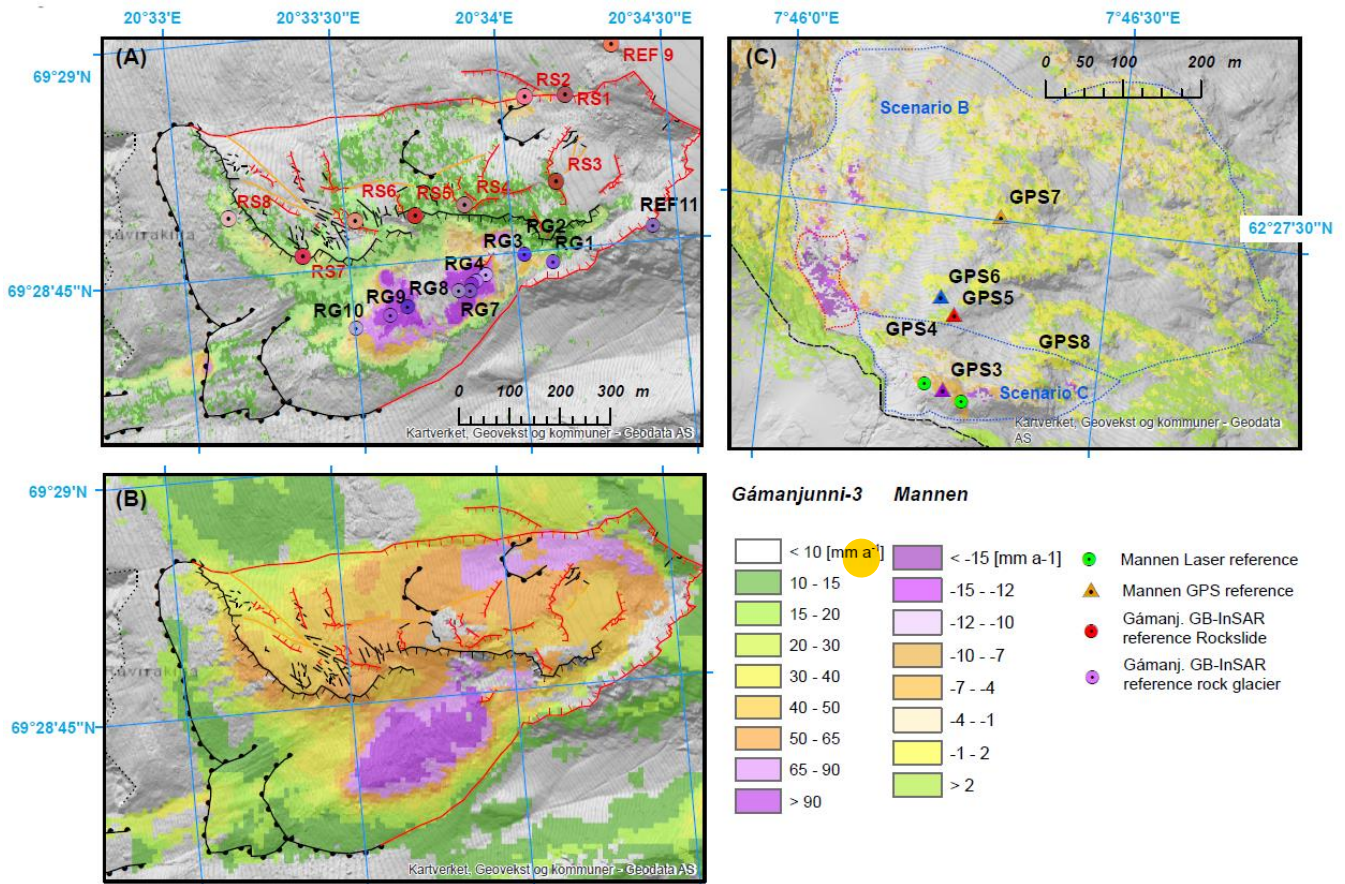 20°33'E 20°33'30"E 20°34'E 20°34'30"E
7°46'0"E 7°46'30"E
(A)
REF 9
69°29'N
RS2
RS1
RS3
RS6 RS5 RS4
RS8
REF11
RG2
RG3 RG1
RS7
RG4
69°28'45"N
RG8
RG9
RG10
RG7
0 100 200 300 m
Kartverket, Geovekst og kommuner - Geodata AS
(C)
0 50 100 200 m
Scenario B
GPS7
62°27'30"N
GPS6
GPS5
GPS4
GPS8
GPS3
Scenario C
Kartverket, Geovekst og kommuner - Geodata
AS
(B)
69°29'N
69°28'45"N
Kartverket, Geovekst og kommuner - Geodata AS
Gámanjunni-3 Mannen
< 10 [mm a-1]
10 - 15
15 - 20
20 - 30
30 - 40
40 - 50
50 - 65
65 - 90
> 90
< -15 [mm a-1]
-15 - -12
-12 - -10
-10 - -7
-7 - -4
-4 - -1
-1 - 2
> 2
Mannen Laser reference
Mannen GPS reference
Gámanj. GB-InSAR
reference Rockslide
Gámanj. GB-InSAR
reference rock glacier